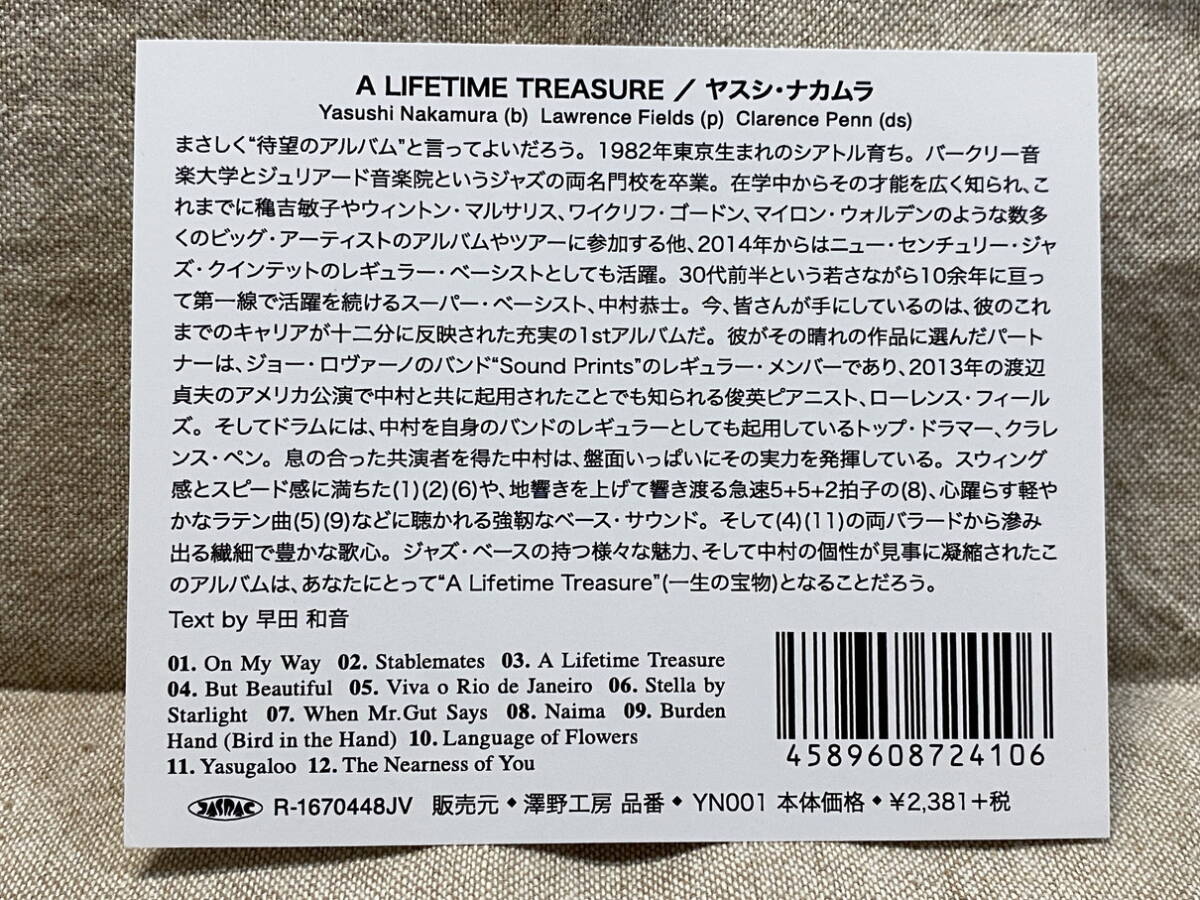 A LIFETIME TREASURE / ヤスシ・ナカムラ
Yasushi Nakamura (b) Lawrence Fields (p) Clarence Penn (ds)
まさしく“待望のアルバム”と言ってよいだろう。1982年東京生まれのシアトル育ち。バークリー音
楽大学とジュリアード音楽院というジャズの両名門校を卒業。在学中からその才能を広く知られ、こ
れまでに穐吉敏子やウィントン・マルサリス、ワイクリフ・ゴードン、マイロン・ウォルデンのような数多
くのビッグ・アーティストのアルバムやツアーに参加する他、2014年からはニュー・センチュリー・ジャ
ズ・クインテットのレギュラー・ベーシストとしても活躍。30代前半という若さながら10余年に亘っ
て第一線で活躍を続けるスーパー・ベーシスト、中村恭士。今、皆さんが手にしているのは、彼のこれ
までのキャリアが十二分に反映された充実の1stアルバムだ。彼がその晴れの作品に選んだパート
ナーは、ジョー・ロヴァーノのバンド“Sound Prints”のレギュラー・メンバーであり、2013年の渡辺
貞夫のアメリカ公演で中村と共に起用されたことでも知られる俊英ピアニスト、ローレンス・フィール
ズ。そしてドラムには、中村を自身のバンドのレギュラーとしても起用しているトップ・ドラマー、クラレ
ンス・ペン。息の合った共演者を得た中村は、盤面いっぱいにその実力を発揮している。スウィング
感とスピード感に満ちた(1)(2)(6)や、地響きを上げて響き渡る急速5+5+2拍子の(8)、心躍らす軽や
かなラテン曲(5)(9)などに聴かれる強靭なベース・サウンド。そして(4)(11)の両バラードから滲み
出る繊細で豊かな歌心。ジャズ・ベースの持つ様々な魅力、そして中村の個性が見事に凝縮されたこ
のアルバムは、あなたにとって“A Lifetime Treasure”(一生の宝物)となることだろう。
Text by 早田 和音
01. On My Way 02. Stablemates 03. A Lifetime Treasure
04. But Beautiful 05. Viva o Rio de Janeiro 06. Stella by
Starlight 07. When Mr.Gut Says 08. Naima 09. Burden
Hand (Bird in the Hand) 10. Language of Flowers
11. Yasugaloo 12. The Nearness of You
4589608724106
JASRAC R-1670448JV 販売元◆澤野工房 品番◆YN001 本体価格◆¥2,381+税